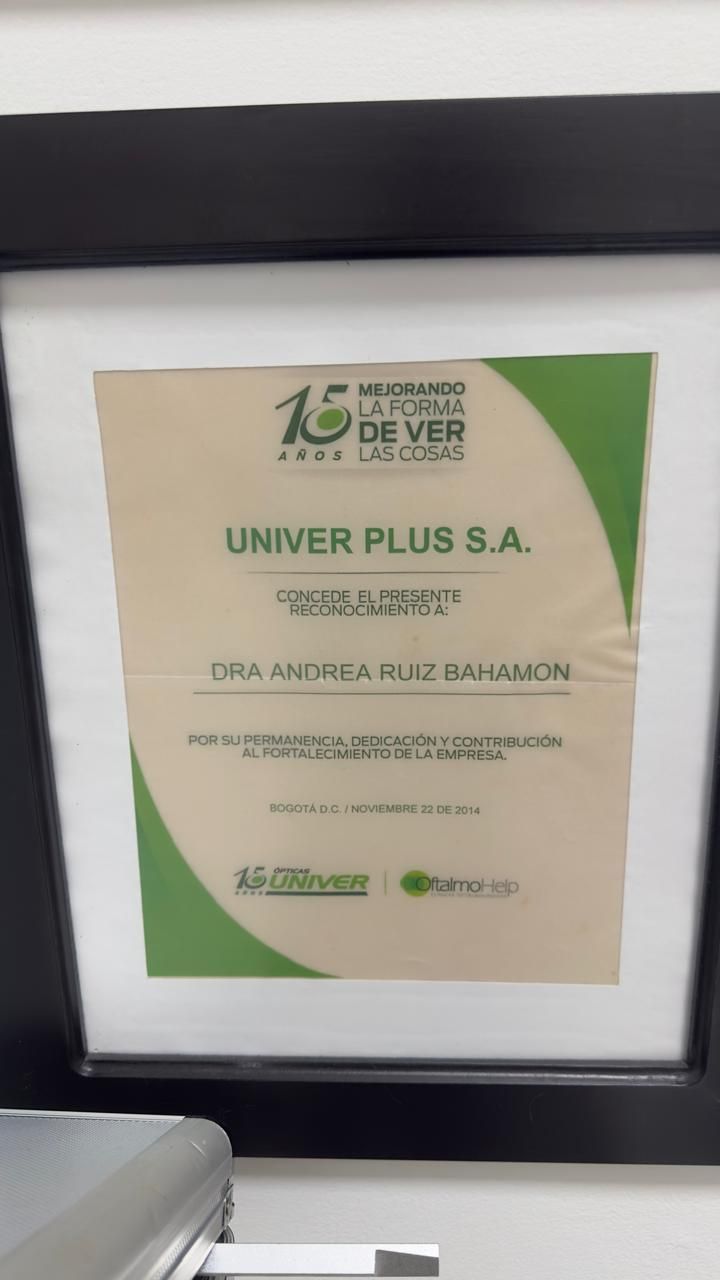 15 AÑOS
MEJORANDO
LA FORMA
DE VER
LAS COSAS
UNIVER PLUS S.A.
CONCEDE EL PRESENTE
RECONOCIMIENTO A:
DRA ANDREA RUIZ BAHAMON
POR SU PERMANENCIA, DEDICACIÓN Y CONTRIBUCIÓN
AL FORTALECIMIENTO DE LA EMPRESA.
BOGOTÁ D.C. / NOVIEMBRE 22 DE 2014
15 AÑOS ÓPTICAS UNIVER
OftalmoHelp